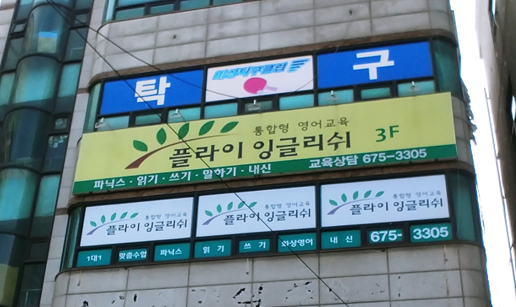 탁 탁구클럽 구
통합형 영어교육
플라이 잉글리쉬 3F
파닉스 · 읽기 · 쓰기 · 말하기 · 내신 교육상담 675-3305
통합형 영어교육 통합형 영어교육 통합형 영어교육
플라이 잉글리쉬 플라이 잉글리쉬 플라이 잉글리쉬
1대1 맞춤수업 파닉스 읽기 쓰기 화상영어 내신 675- 3305